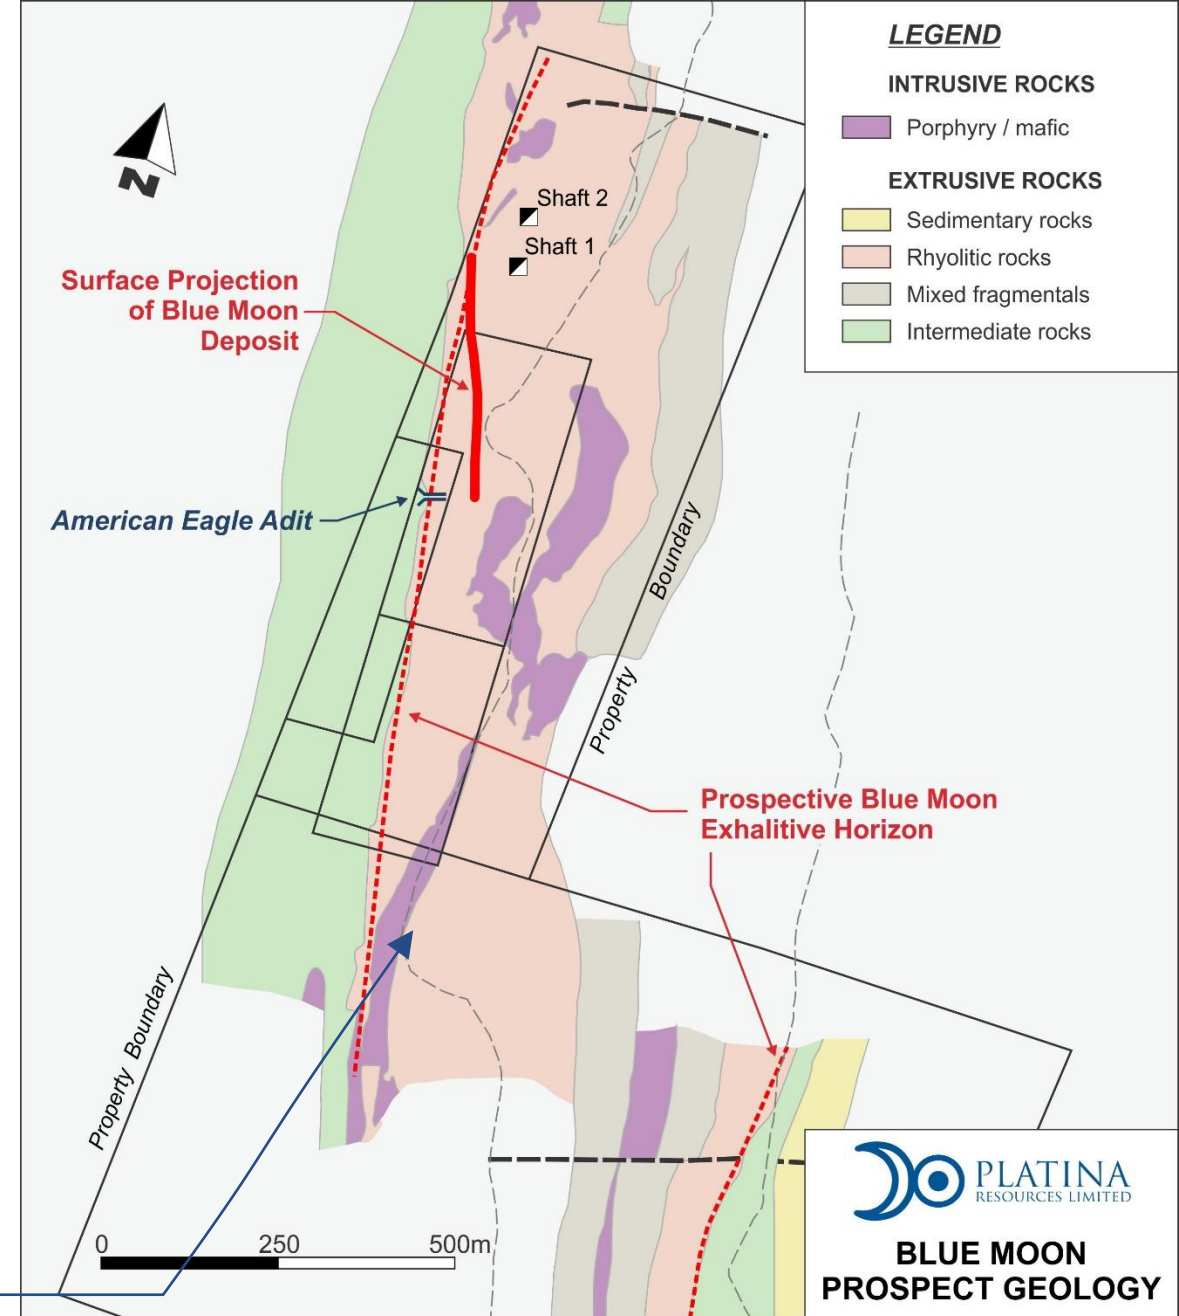 LEGEND
INTRUSIVE ROCKS
Porphyry / mafic
EXTRUSIVE ROCKS
Sedimentary rocks
Rhyolitic rocks
Mixed fragmentals
Intermediate rocks
N
Shaft 2
Shaft 1
Surface Projection
of Blue Moon
Deposit
American Eagle Adit
Property Boundary
Prospective Blue Moon
Exhalitive Horizon
Property Boundary
0 250 500m
PLATINA
RESOURCES LIMITED
BLUE MOON
PROSPECT GEOLOGY